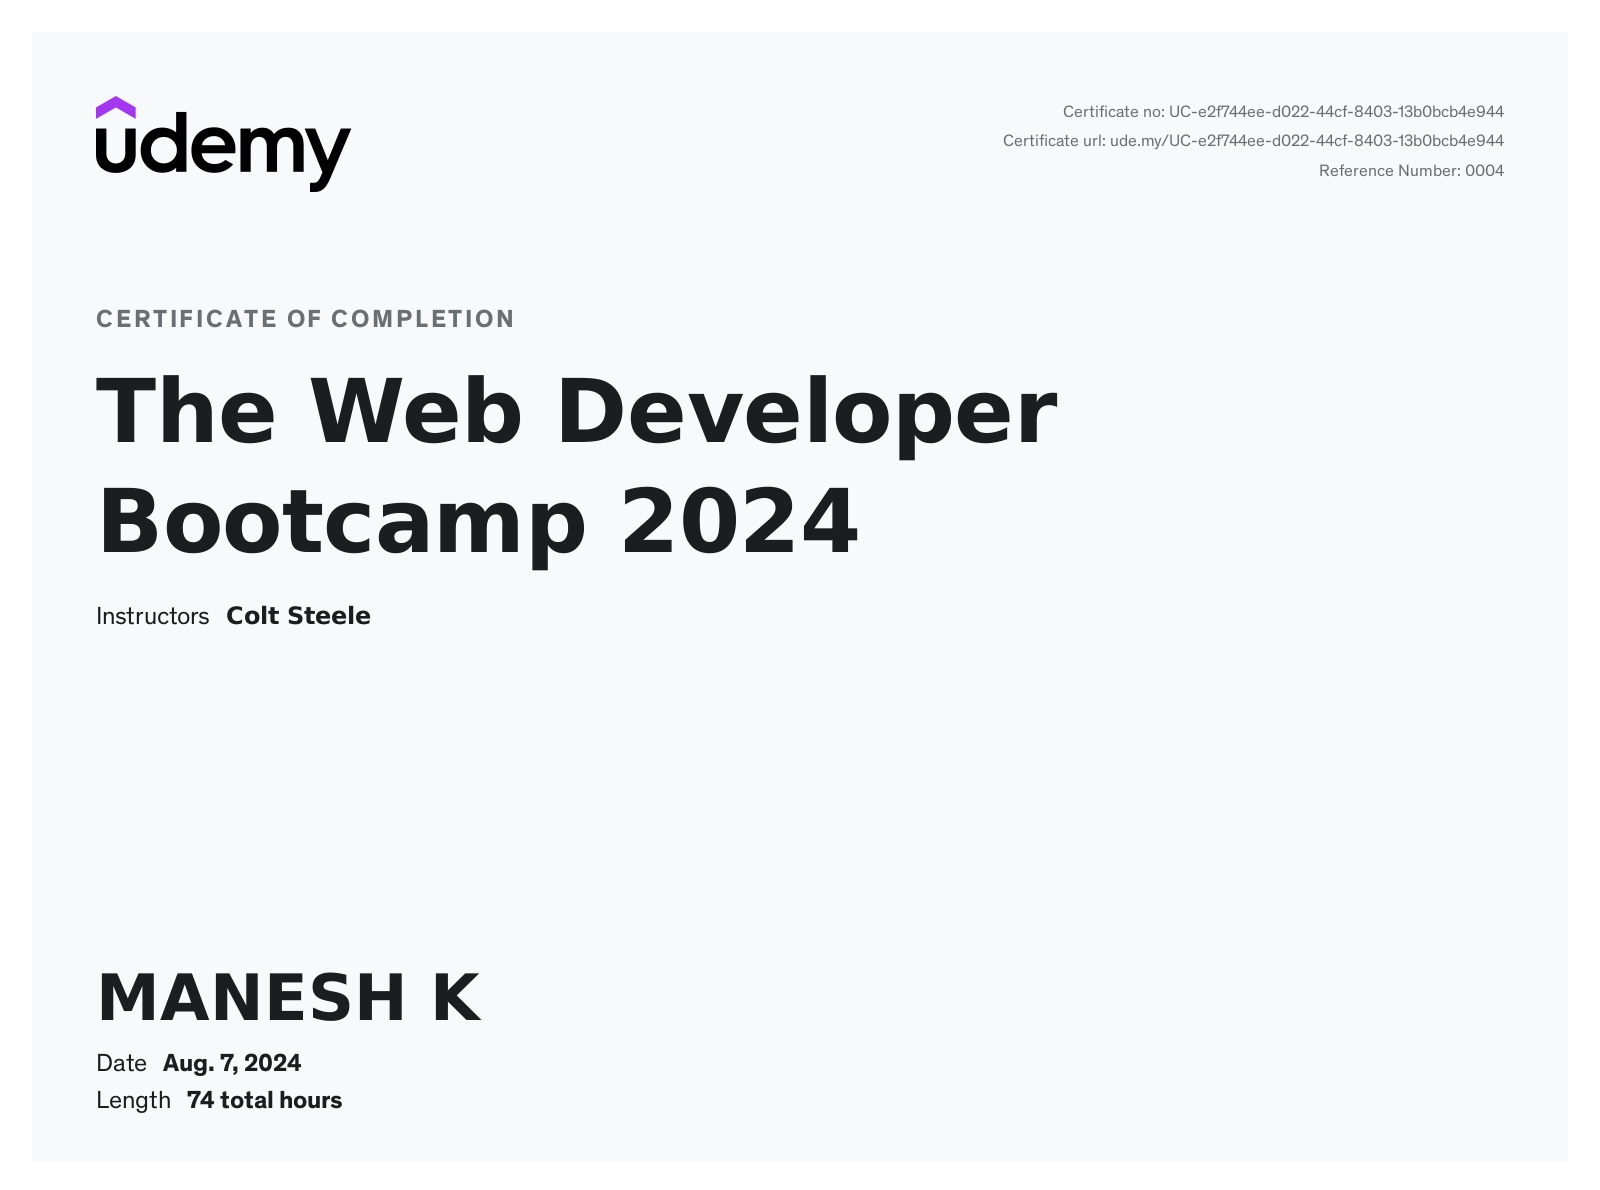 udemy
Certificate no: UC-e2f744ee-d022-44cf-8403-13b0bcb4e944
Certificate url: ude.my/UC-e2f744ee-d022-44cf-8403-13b0bcb4e944
Reference Number: 0004
CERTIFICATE OF COMPLETION
The Web Developer
Bootcamp 2024
Instructors Colt Steele
MANESH K
Date Aug. 7, 2024
Length 74 total hours